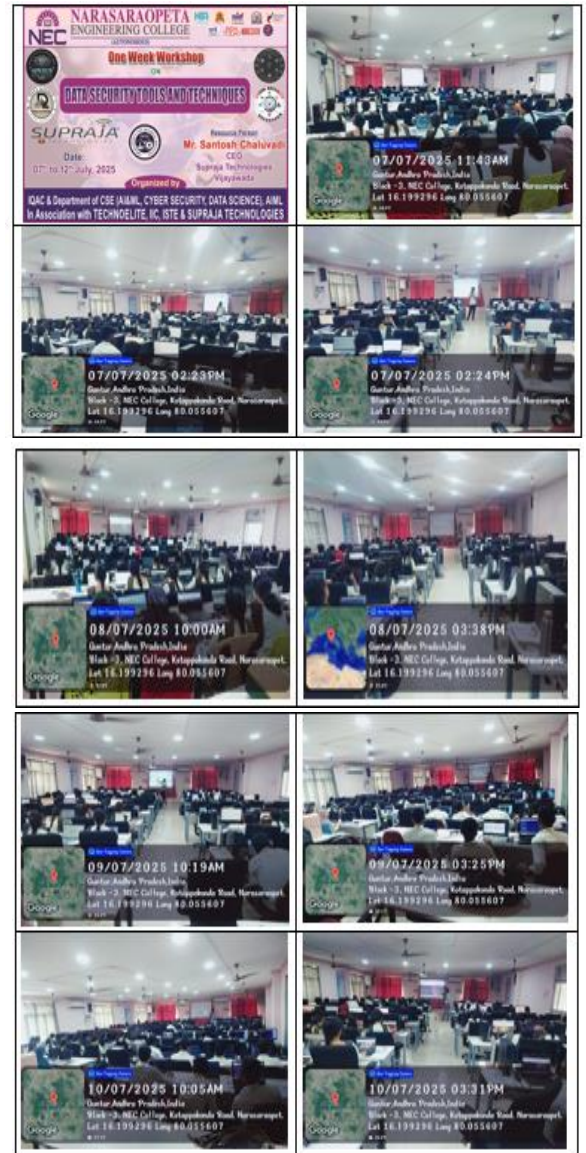 NARASARAOPETA
ENGINEERING COLLEGE
(AUTONOMOUS)
NEC
One Week Workshop
ON
DATA SECURITY TOOLS AND TECHNIQUES
SUPRAJA
Resource Person
Mr. Santosh Chaluvadi
CEO
Supraja Technologies
Vijayawada
Date:
07th to 12th July, 2025
Organized by
IQAC & Department of CSE (AI&ML, CYBER SECURITY, DATA SCIENCE), AIML
In Association with TECHNOELITE, IIC, ISTE & SUPRAJA TECHNOLOGIES
07/07/2025 11:43AM
Guntur,Andhra Pradesh,India
Block -3, NEC College, Kotappakonda Road, Narasaraopet,
Lat 16.199296 Long 80.055607
Google
07/07/2025 02:23PM
Guntur,Andhra Pradesh,India
Block -3, NEC College, Kotappakonda Road, Narasaraopet,
Lat 16.199296 Long 80.055607
Google
07/07/2025 02:24PM
Guntur,Andhra Pradesh,India
Block -3, NEC College, Kotappakonda Road, Narasaraopet,
Lat 16.199296 Long 80.055607
Google
08/07/2025 10:00AM
Guntur,Andhra Pradesh,India
Block -3, NEC College, Kotappakonda Road, Narasaraopet,
Lat 16.199296 Long 80.055607
Google
08/07/2025 03:38PM
Guntur,Andhra Pradesh,India
Block -3, NEC College, Kotappakonda Road, Narasaraopet,
Lat 16.199296 Long 80.055607
09/07/2025 10:19AM
Guntur,Andhra Pradesh,India
Block -3, NEC College, Kotappakonda Road, Narasaraopet,
Lat 16.199296 Long 80.055607
Google
09/07/2025 03:25PM
Guntur,Andhra Pradesh,India
Block -3, NEC College, Kotappakonda Road, Narasaraopet,
Lat 16.199296 Long 80.055607
Google
10/07/2025 10:05AM
Guntur,Andhra Pradesh,India
Block -3, NEC College, Kotappakonda Road, Narasaraopet,
Lat 16.199296 Long 80.055607
Google
10/07/2025 03:31PM
Guntur,Andhra Pradesh,India
Block -3, NEC College, Kotappakonda Road, Narasaraopet,
Lat 16.199296 Long 80.055607
Google